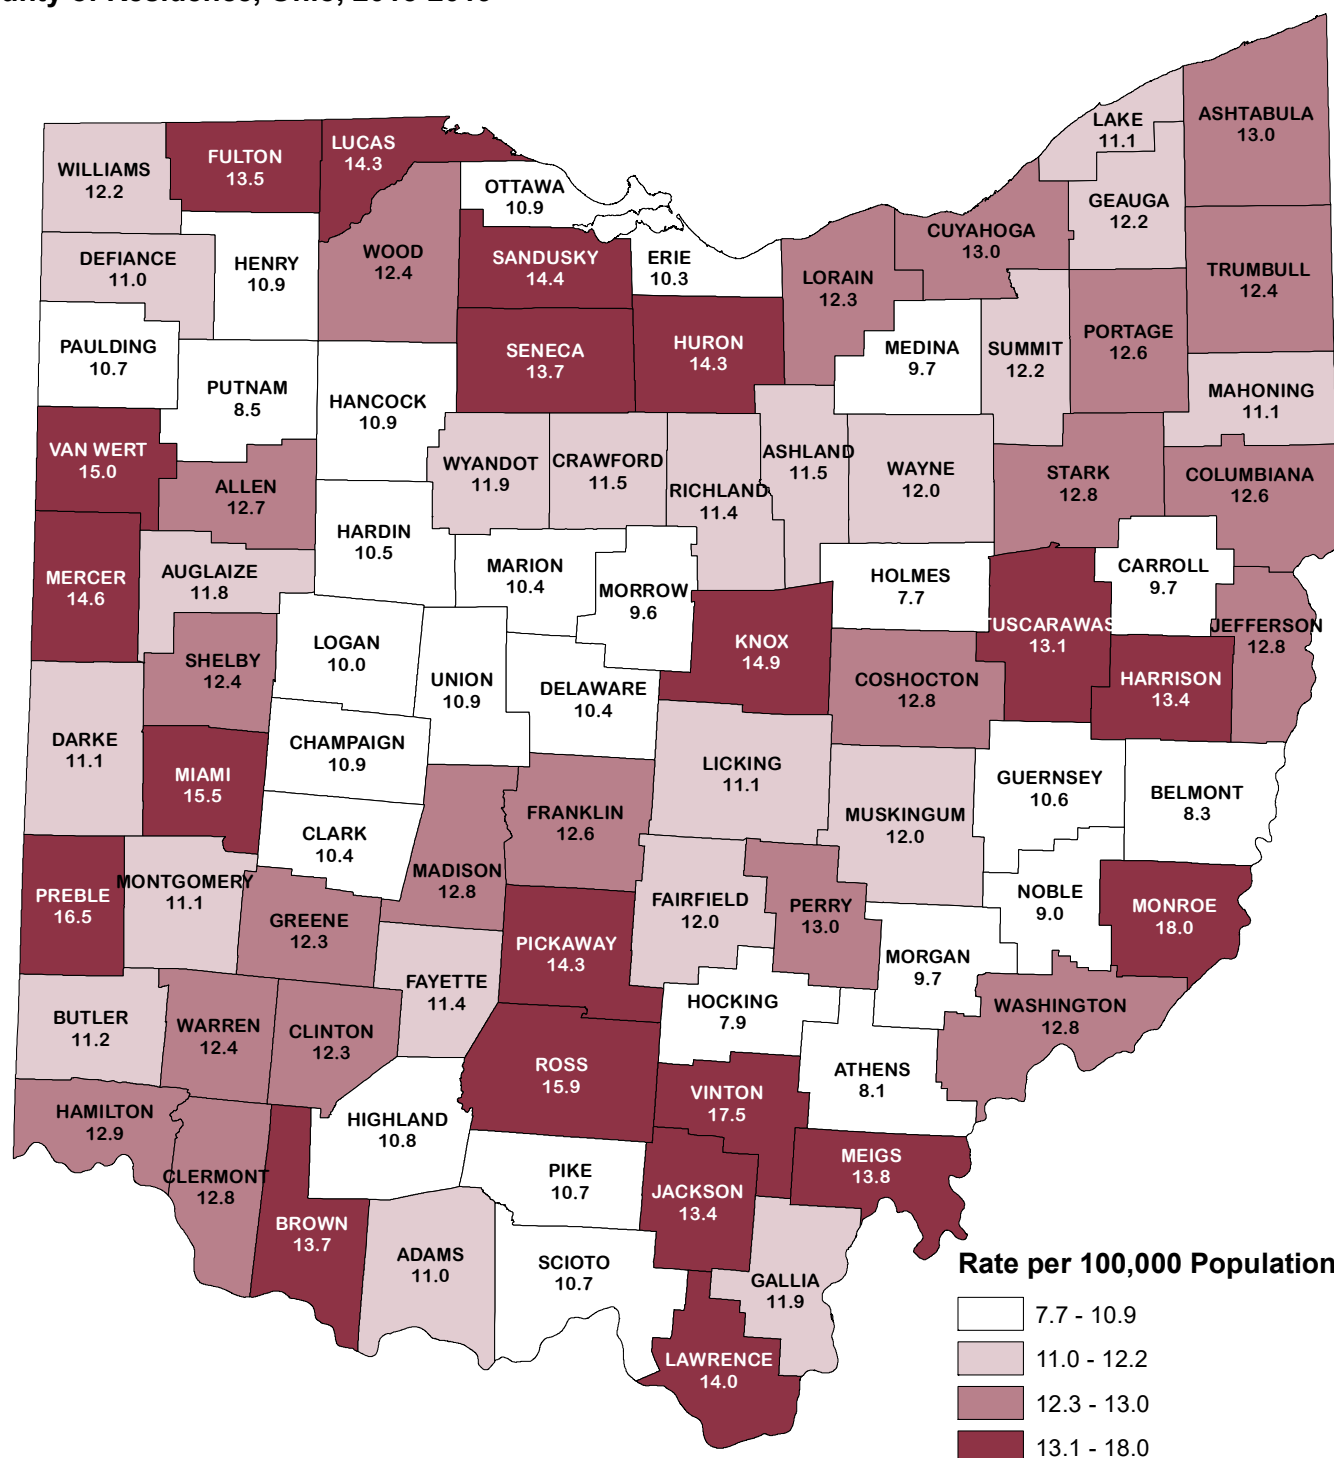 of Residence, Ohio,
LAKE
11.1
ASHTABULA
13.0
WILLIAMS
12.2
FULTON
13.5
LUCAS
14.3
OTTAWA
10.9
GEAUGA
12.2
CUYAHOGA
13.0
DEFIANCE
11.0
HENRY
10.9
WOOD
12.4
SANDUSKY
14.4
ERIE
10.3
LORAIN
12.3
TRUMBULL
12.4
PAULDING
10.7
PUTNAM
8.5
HANCOCK
10.9
SENECA
13.7
HURON
14.3
MEDINA
9.7
SUMMIT
12.2
PORTAGE
12.6
MAHONING
11.1
VAN WERT
15.0
ALLEN
12.7
WYANDOT
11.9
CRAWFORD
11.5
RICHLAND
11.4
ASHLAND
11.5
WAYNE
12.0
STARK
12.8
COLUMBIANA
12.6
MERCER
14.6
AUGLAIZE
11.8
HARDIN
10.5
MARION
10.4
MORROW
9.6
HOLMES
7.7
CARROLL
9.7
SHELBY
12.4
LOGAN
10.0
UNION
10.9
DELAWARE
10.4
KNOX
14.9
COSHOCTON
12.8
TUSCARAWAS
13.1
HARRISON
13.4
JEFFERSON
12.8
DARKE
11.1
MIAMI
15.5
CHAMPAIGN
10.9
LICKING
11.1
MUSKINGUM
12.0
GUERNSEY
10.6
BELMONT
8.3
CLARK
10.4
MADISON
12.8
FRANKLIN
12.6
PREBLE
16.5
MONTGOMERY
11.1
GREENE
12.3
FAIRFIELD
12.0
PERRY
13.0
NOBLE
9.0
MONROE
18.0
PICKAWAY
14.3
MORGAN
9.7
FAYETTE
11.4
HOCKING
7.9
WASHINGTON
12.8
BUTLER
11.2
WARREN
12.4
CLINTON
12.3
ROSS
15.9
VINTON
17.5
ATHENS
8.1
HAMILTON
12.9
HIGHLAND
10.8
CLERMONT
12.8
PIKE
10.7
JACKSON
13.4
MEIGS
13.8
BROWN
13.7
ADAMS
11.0
SCIOTO
10.7
GALLIA
11.9
LAWRENCE
14.0
Rate per 100,000 Population
7.7 - 10.9
11.0 - 12.2
12.3 - 13.0
13.1 - 18.0